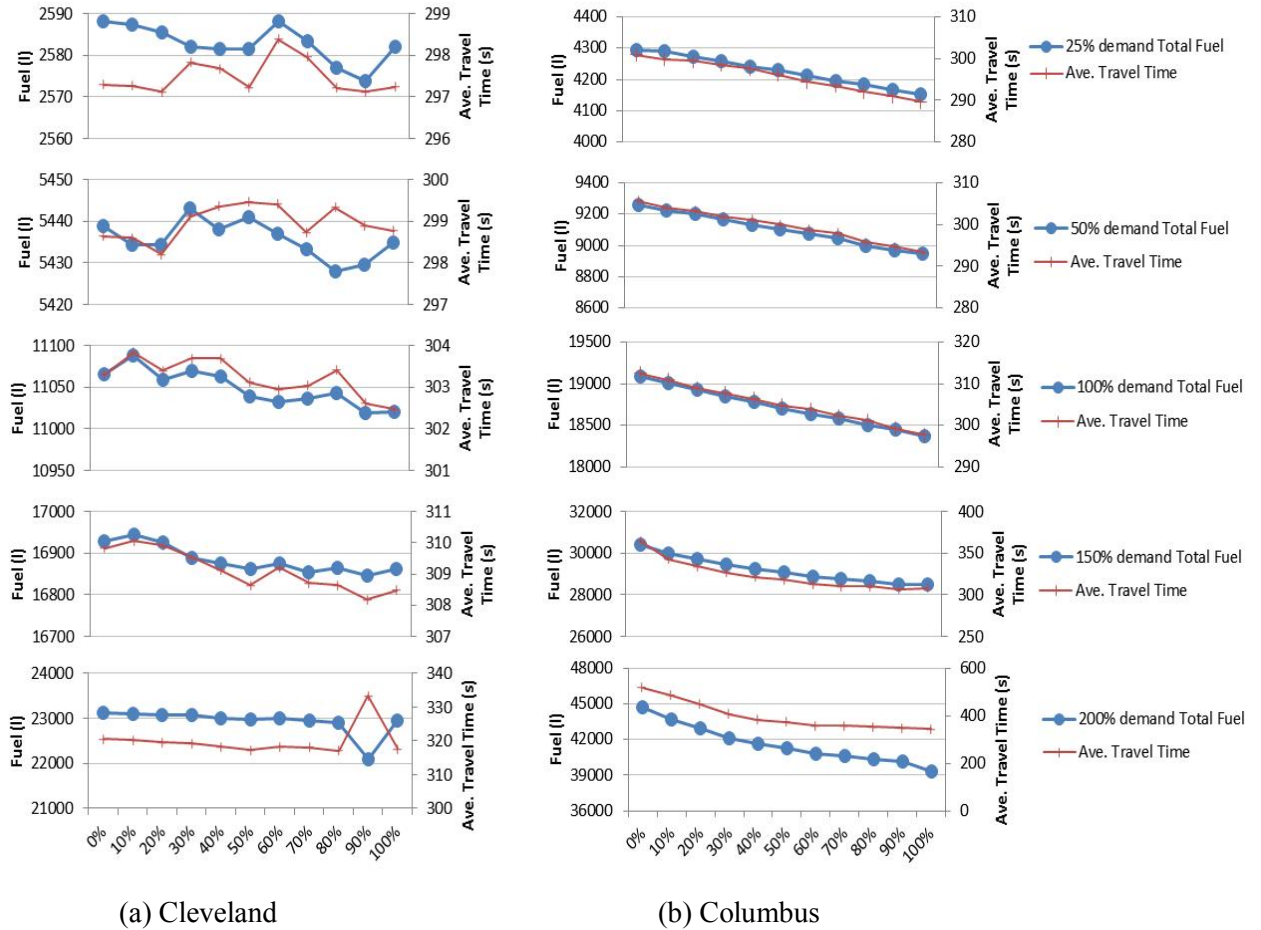 2590
2580
2570
2560
Fuel (l)
299
298
297
296
Ave. Travel
Time (s)
4400
4300
4200
4100
4000
Fuel (l)
310
300
290
280
Ave. Travel
Time (s)
25% demand Total Fuel
Ave. Travel Time
5450
5440
5430
5420
Fuel (l)
300
299
298
297
Ave. Travel
Time (s)
9400
9200
9000
8800
8600
Fuel (l)
310
300
290
280
Ave. Travel
Time (s)
50% demand Total Fuel
Ave. Travel Time
11100
11050
11000
10950
Fuel (l)
304
303
302
301
Ave. Travel
Time (s)
19500
19000
18500
18000
Fuel (l)
320
310
300
290
Ave. Travel
Time (s)
100% demand Total Fuel
Ave. Travel Time
17000
16900
16800
16700
Fuel (l)
311
310
309
308
307
Ave. Travel
Time (s)
32000
30000
28000
26000
Fuel (l)
400
350
300
250
Ave. Travel
Time (s)
150% demand Total Fuel
Ave. Travel Time
24000
23000
22000
21000
Fuel (l)
340
330
320
310
300
Ave. Travel Time (s)
0% 10% 20% 30% 40% 50% 60% 70% 80% 90% 100%
48000
45000
42000
39000
36000
Fuel (l)
600
400
200
0
Ave. Travel Time (s)
0% 10% 20% 30% 40% 50% 60% 70% 80% 90% 100%
200% demand Total Fuel
Ave. Travel Time
(a) Cleveland
(b) Columbus